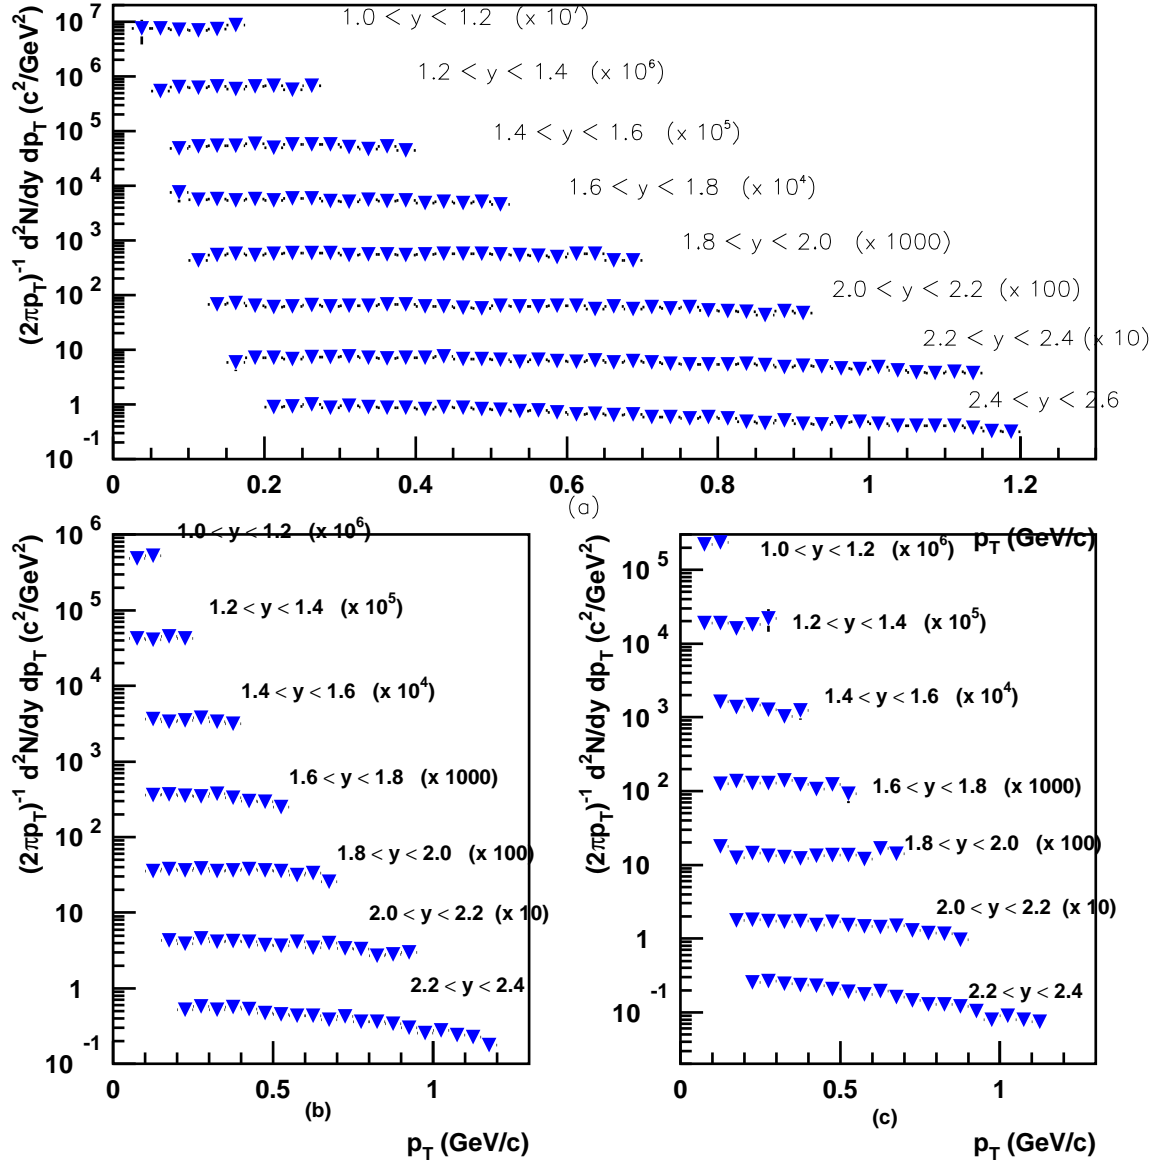 (2πp_T)^-1 d^2N/dy dp_T (c^2/GeV^2)
10^7
10^6
10^5
10^4
10^3
10^2
10
1
10^-1
1.0 < y < 1.2 (x 10^7)
1.2 < y < 1.4 (x 10^6)
1.4 < y < 1.6 (x 10^5)
1.6 < y < 1.8 (x 10^4)
1.8 < y < 2.0 (x 1000)
2.0 < y < 2.2 (x 100)
2.2 < y < 2.4 (x 10)
2.4 < y < 2.6
0 0.2 0.4 0.6 0.8 1 1.2
(a)
p_T (GeV/c)
(2πp_T)^-1 d^2N/dy dp_T (c^2/GeV^2)
10^6
10^5
10^4
10^3
10^2
10
1
10^-1
1.0 < y < 1.2 (x 10^6)
1.2 < y < 1.4 (x 10^5)
1.4 < y < 1.6 (x 10^4)
1.6 < y < 1.8 (x 1000)
1.8 < y < 2.0 (x 100)
2.0 < y < 2.2 (x 10)
2.2 < y < 2.4
0 0.5 1
(b)
p_T (GeV/c)
(2πp_T)^-1 d^2N/dy dp_T (c^2/GeV^2)
10^5
10^4
10^3
10^2
10
1
10^-1
1.0 < y < 1.2 (x 10^6)
1.2 < y < 1.4 (x 10^5)
1.4 < y < 1.6 (x 10^4)
1.6 < y < 1.8 (x 1000)
1.8 < y < 2.0 (x 100)
2.0 < y < 2.2 (x 10)
2.2 < y < 2.4
0 0.5 1
(c)
p_T (GeV/c)